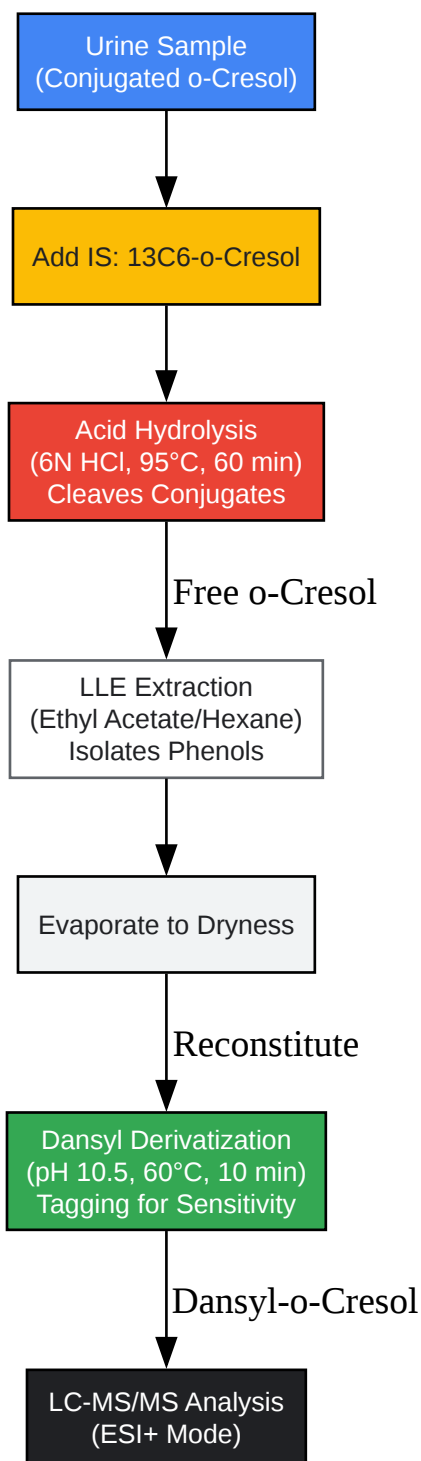 Urine Sample
(Conjugated o-Cresol)
Add IS: 13C6-o-Cresol
Acid Hydrolysis
(6N HCl, 95°C, 60 min)
Cleaves Conjugates
Free o-Cresol
LLE Extraction
(Ethyl Acetate/Hexane)
Isolates Phenols
Evaporate to Dryness
Reconstitute
Dansyl Derivatization
(pH 10.5, 60°C, 10 min)
Tagging for Sensitivity
Dansyl-o-Cresol
LC-MS/MS Analysis
(ESI+ Mode)